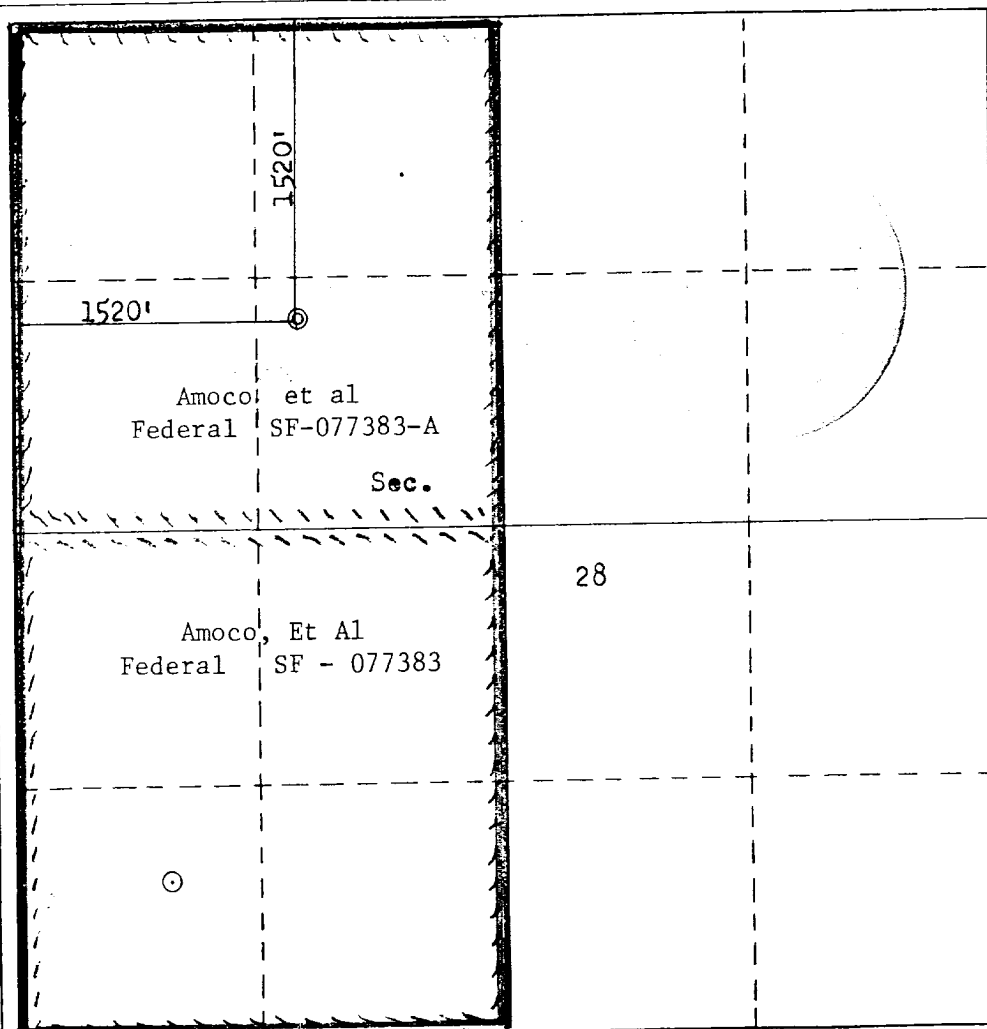 1520'
1520'
Amoco et al
Federal SF-077383-A
Sec.
28
Amoco, Et Al
Federal SF - 077383